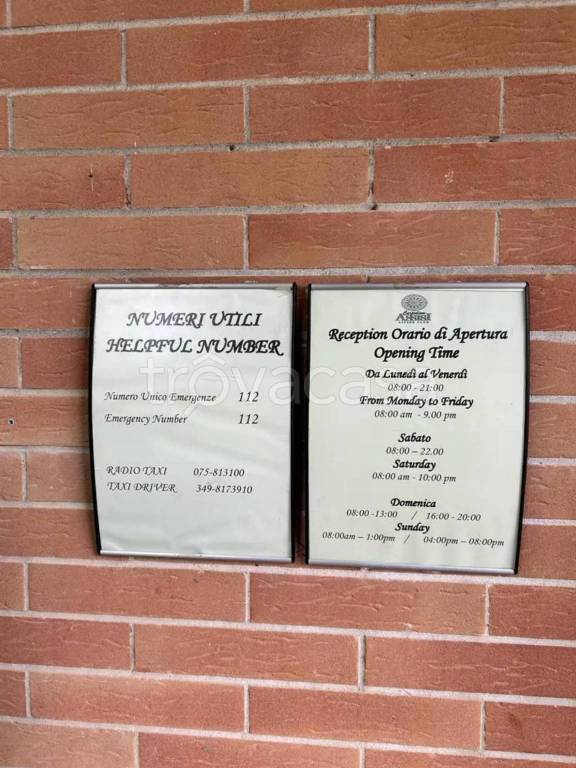 NUMERI UTILI
HELPFUL NUMBER
Numero Unico Emergenze 112
Emergency Number 112
RADIO TAXI 075-813100
TAXI DRIVER 349-8173910
ASSISI
Reception Orario di Apertura
Opening Time
Da Lunedì al Venerdì
08:00 - 21:00
From Monday to Friday
08:00 am - 9.00 pm
Sabato
08:00 – 22.00
Saturday
08:00 am - 10:00 pm
Domenica
08:00 -13:00 / 16:00 - 20:00
Sunday
08:00am – 1:00pm / 04:00pm – 08:00pm
trovacasa